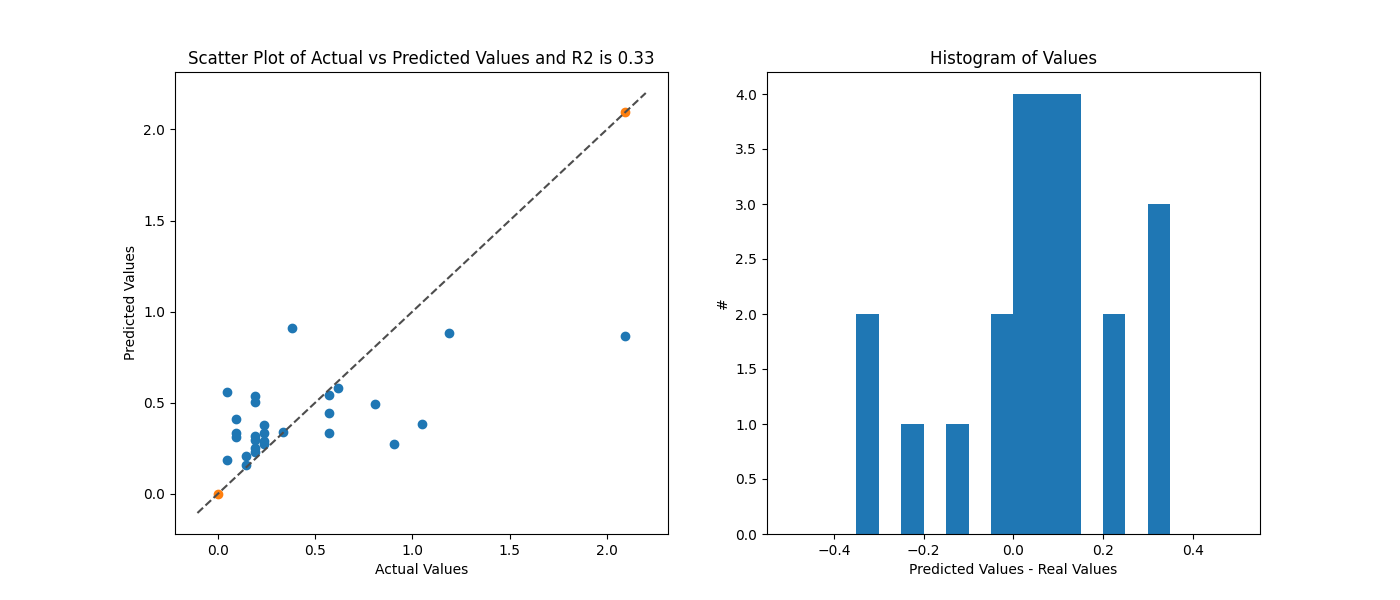 Scatter Plot of Actual vs Predicted Values and R2 is 0.33
2.0
1.5
1.0
0.5
0.0
Predicted Values
0.0 0.5 1.0 1.5 2.0
Actual Values
Histogram of Values
4.0
3.5
3.0
2.5
2.0
1.5
1.0
0.5
0.0
#
−0.4 −0.2 0.0 0.2 0.4
Predicted Values - Real Values